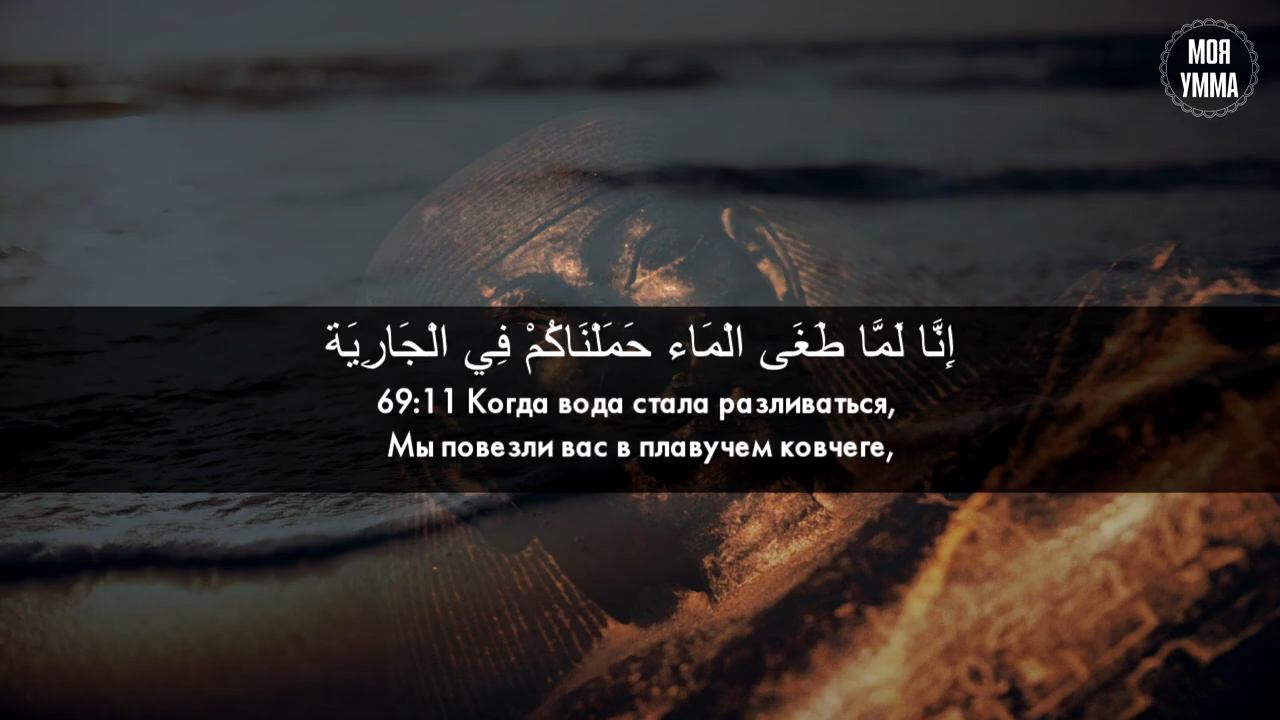 МОЯ
УММА
إِنَّا لَمَّا طَغَى الْمَاء حَمَلْنَاكُمْ فِي الْجَارِيَة
69:11 Когда вода стала разливаться,
Мы повезли вас в плавучем ковчеге,